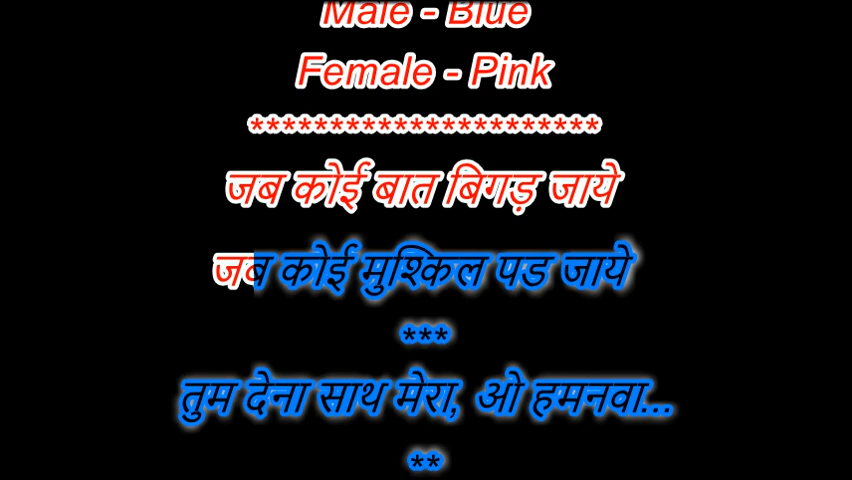 Male - Blue
Female - Pink
**********************
जब कोई बात बिगड़ जाये
जब कोई मुश्किल पड जाये
***
तुम देना साथ मेरा, ओ हमनवा...
**